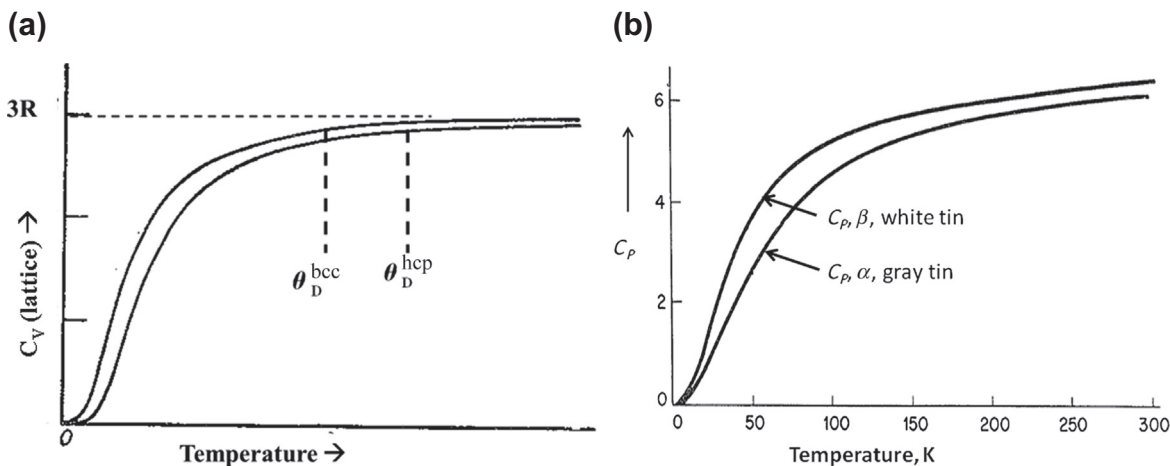 (a)
3R
C_V (lattice) →
θ_D^bcc
θ_D^hcp
0
Temperature →
(b)
6
4
2
0
C_P
C_P, β, white tin
C_P, α, gray tin
0 50 100 150 200 250 300
Temperature, K